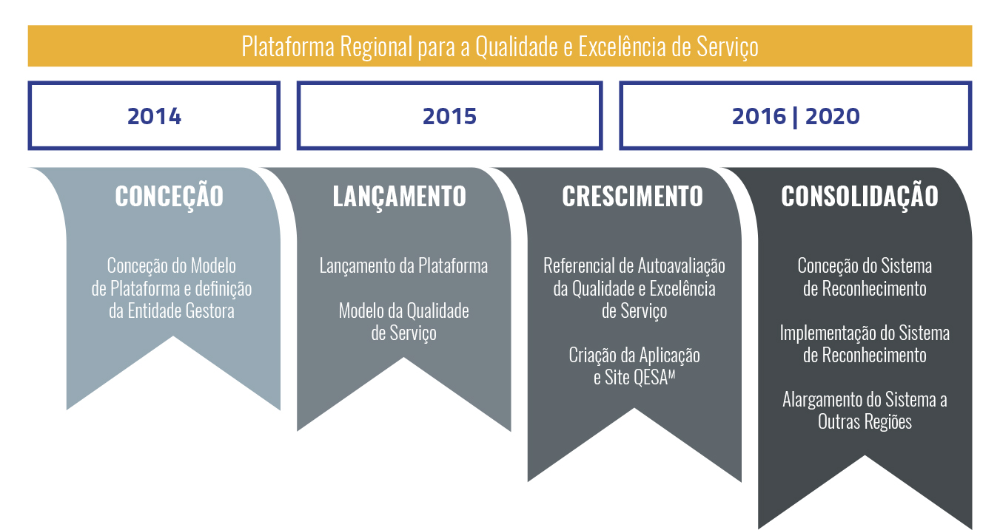 Plataforma Regional para a Qualidade e Excelência de Serviço
2014
2015
2016 | 2020
CONCEÇÃO
Conceção do Modelo
de Plataforma e definição
da Entidade Gestora
LANÇAMENTO
Lançamento da Plataforma
Modelo da Qualidade
de Serviço
CRESCIMENTO
Referencial de Autoavaliação
da Qualidade e Excelência
de Serviço
Criação da Aplicação
e Site QESAᴹ
CONSOLIDAÇÃO
Conceção do Sistema
de Reconhecimento
Implementação do Sistema
de Reconhecimento
Alargamento do Sistema a
Outras Regiões